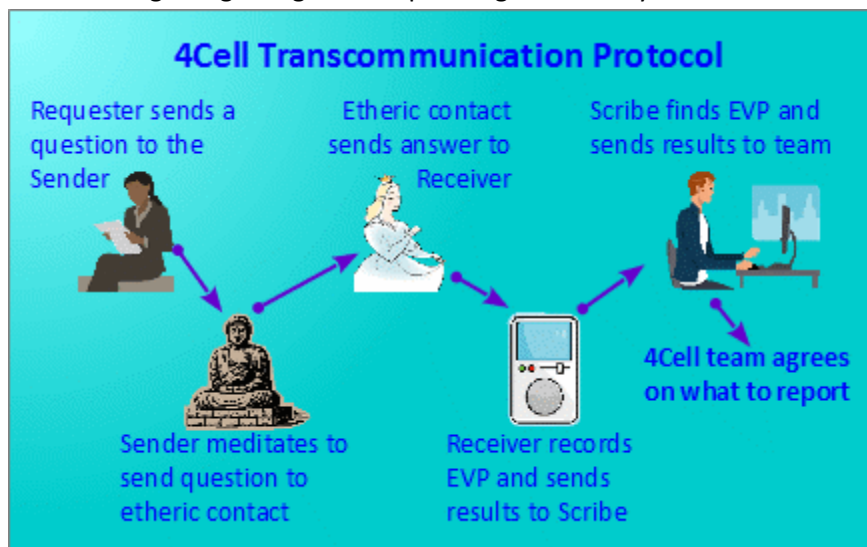 4Cell Transcommunication Protocol
Requester sends a
question to the
Sender
Etheric contact
sends answer to
Receiver
Scribe finds EVP and
sends results to team
Sender meditates to
send question to
etheric contact
Receiver records
EVP and sends
results to Scribe
4Cell team agrees
on what to report